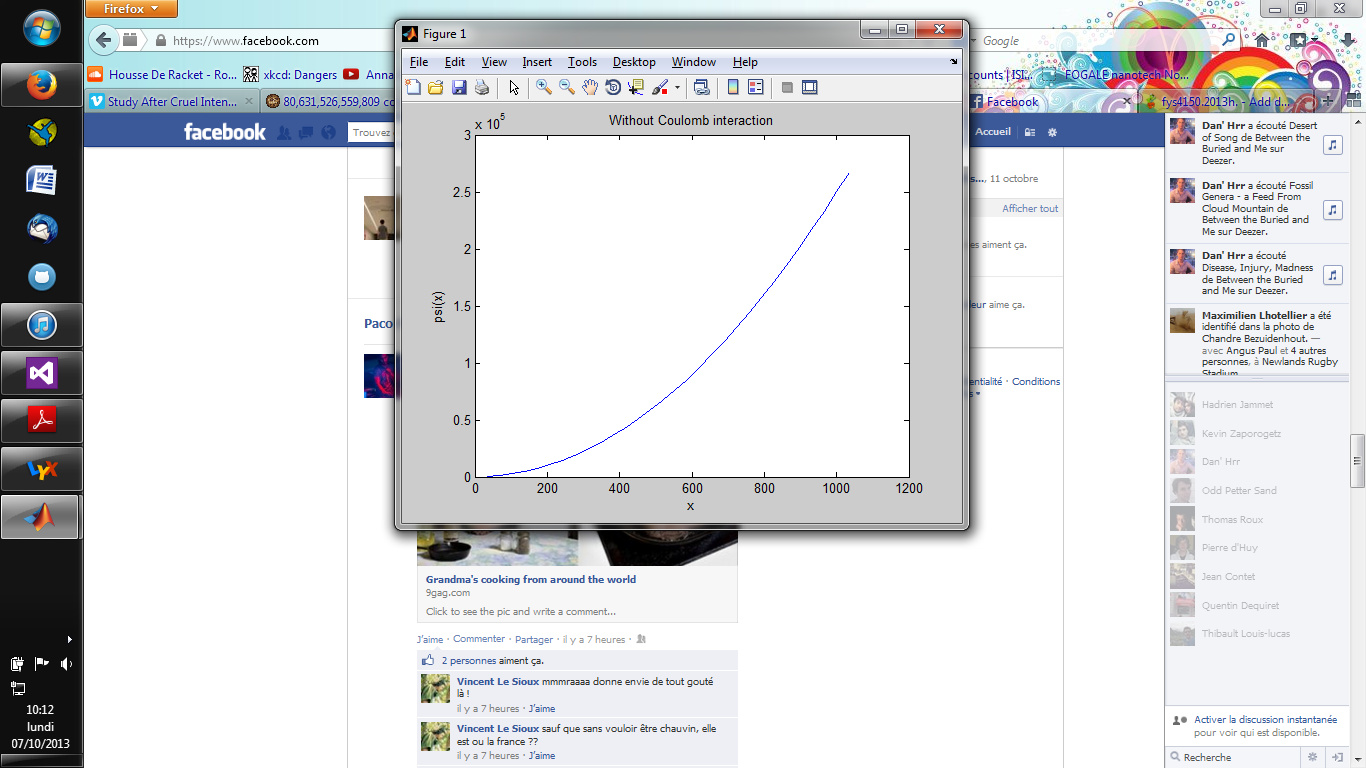 Firefox
https://www.facebook.com
Google
Housse De Racket - Ro...
xkcd: Dangers
Anna
counts | ISI...
FOGALE nanotech No...
Study After Cruel Inten...
80,631,526,559,809 cc
Facebook
fys4150.2013h. - Add d...
facebook
Trouvez
Accueil
Figure 1
File Edit View Insert Tools Desktop Window Help
Without Coulomb interaction
x 10^5
3
2.5
2
1.5
1
0.5
0
psi(x)
0 200 400 600 800 1000 1200
x
s..., 11 octobre
Afficher tout
es aiment ça.
eur aime ça.
entialité · Conditions
Paco
Grandma's cooking from around the world
9gag.com
Click to see the pic and write a comment...
J'aime · Commenter · Partager · il y a 7 heures ·
2 personnes aiment ça.
Vincent Le Sioux mmmraaaa donne envie de tout gouté
là !
il y a 7 heures · J'aime
Vincent Le Sioux sauf que sans vouloir être chauvin, elle
est ou la france ??
il y a 7 heures · J'aime
Dan' Hrr a écouté Desert
of Song de Between the
Buried and Me sur
Deezer.
Dan' Hrr a écouté Fossil
Genera - a Feed From
Cloud Mountain de
Between the Buried and
Me sur Deezer.
Dan' Hrr a écouté
Disease, Injury, Madness
de Between the Buried
and Me sur Deezer.
Maximilien Lhotellier a été
identifié dans la photo de
Chandre Bezuidenhout. —
avec Angus Paul et 4 autres
personnes, à Newlands Rugby
Stadium
Hadrien Jammet
Kevin Zaporogetz
Dan' Hrr
Odd Petter Sand
Thomas Roux
Pierre d'Huy
Jean Contet
Quentin Dequiret
Thibault Louis-lucas
Activer la discussion instantanée
pour voir qui est disponible.
Recherche
LyX
10:12
lundi
07/10/2013